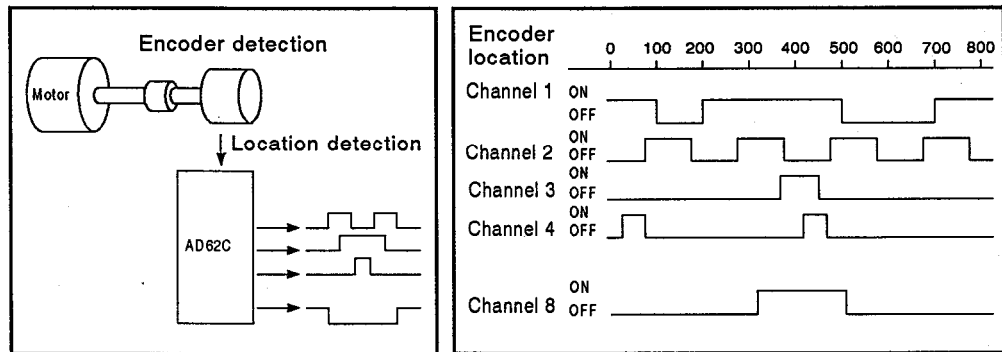 Encoder detection
Motor
Location detection
AD62C
Encoder
location
0 100 200 300 400 500 600 700 800
Channel 1 ON
OFF
Channel 2 ON
OFF
Channel 3 ON
OFF
Channel 4 ON
OFF
Channel 8 ON
OFF